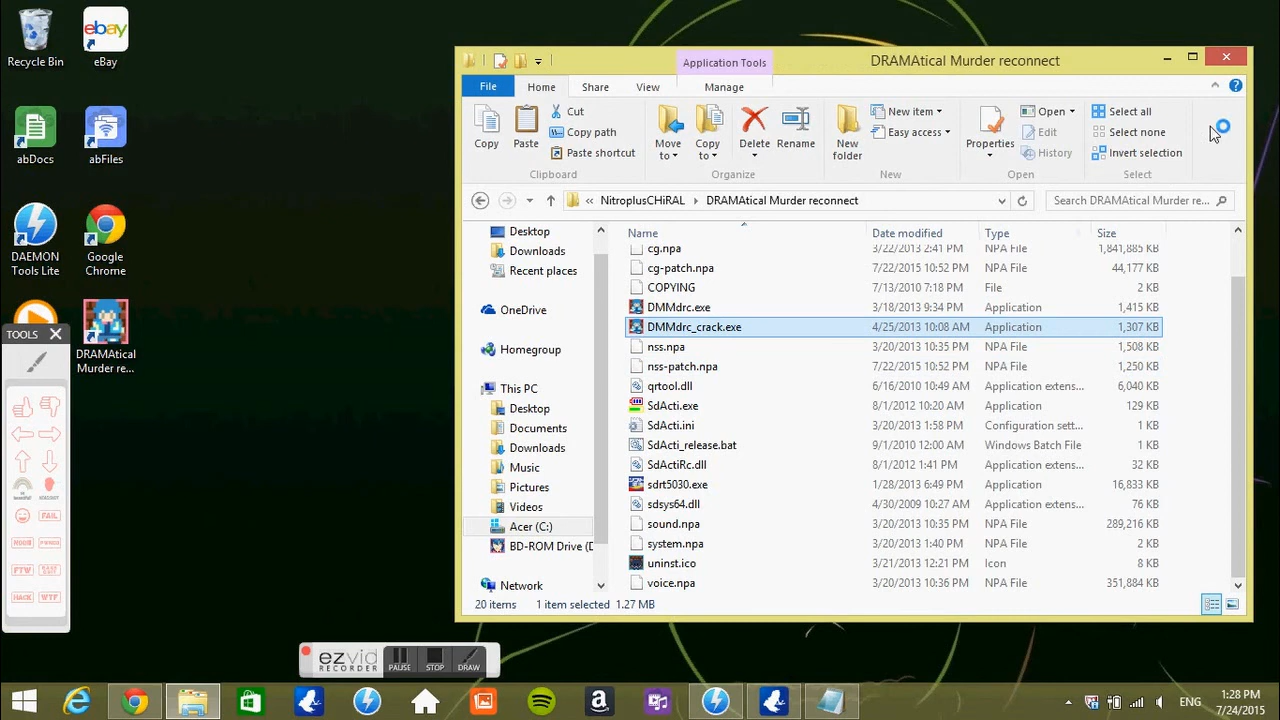 Recycle Bin
ebay
eBay
abDocs
abFiles
DAEMON
Tools Lite
Google
Chrome
DRAMAtical
Murder re...
TOOLS
FAIL
FTW
HACK
WTF
Application Tools
DRAMAtical Murder reconnect
File
Home
Share
View
Manage
Copy
Paste
Cut
Copy path
Paste shortcut
Clipboard
Move
to
Copy
to
Delete
Rename
Organize
New
folder
New item
Easy access
New
Properties
Open
Edit
History
Open
Select all
Select none
Invert selection
Select
« NitroplusCHiRAL
DRAMAtical Murder reconnect
Search DRAMAtical Murder re...
Desktop
Downloads
Recent places
OneDrive
Homegroup
This PC
Desktop
Documents
Downloads
Music
Pictures
Videos
Acer (C:)
BD-ROM Drive (D
Network
Name Date modified Type Size
cg.npa 3/22/2013 2:41 PM NPA File 1,841,885 KB
cg-patch.npa 7/22/2015 10:52 PM NPA File 44,177 KB
COPYING 7/13/2010 7:18 PM File 2 KB
DMMdrc.exe 3/18/2013 9:34 PM Application 1,415 KB
DMMdrc_crack.exe 4/25/2013 10:08 AM Application 1,307 KB
nss.npa 3/20/2013 10:35 PM NPA File 1,508 KB
nss-patch.npa 7/22/2015 10:52 PM NPA File 1,250 KB
qrtool.dll 6/16/2010 10:49 AM Application extens... 6,040 KB
SdActi.exe 8/1/2012 10:20 AM Application 129 KB
SdActi.ini 3/20/2013 1:58 PM Configuration sett... 1 KB
SdActi_release.bat 9/1/2010 12:00 AM Windows Batch File 1 KB
SdActiRc.dll 8/1/2012 1:41 PM Application extens... 32 KB
sdrt5030.exe 1/28/2013 6:49 PM Application 16,833 KB
sdsys64.dll 4/30/2009 10:27 AM Application extens... 76 KB
sound.npa 3/20/2013 10:35 PM NPA File 289,216 KB
system.npa 3/20/2013 1:40 PM NPA File 2 KB
uninst.ico 3/21/2013 12:21 PM Icon 8 KB
voice.npa 3/20/2013 10:36 PM NPA File 351,884 KB
20 items 1 item selected 1.27 MB
ezvid
RECORDER
PAUSE
STOP
DRAW
ENG
1:28 PM
7/24/2015